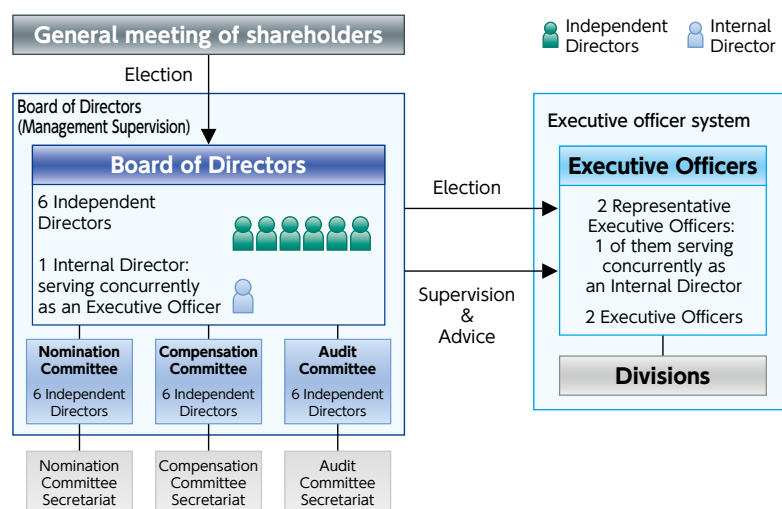 General meeting of shareholders
Independent
Directors
Internal
Director
Election
Board of Directors
(Management Supervision)
Board of Directors
6 Independent
Directors
1 Internal Director:
serving concurrently
as an Executive Officer
Nomination
Committee
6 Independent
Directors
Compensation
Committee
6 Independent
Directors
Audit
Committee
6 Independent
Directors
Nomination
Committee
Secretariat
Compensation
Committee
Secretariat
Audit
Committee
Secretariat
Election
Supervision
&
Advice
Executive officer system
Executive Officers
2 Representative
Executive Officers:
1 of them serving
concurrently as
an Internal Director
2 Executive Officers
Divisions